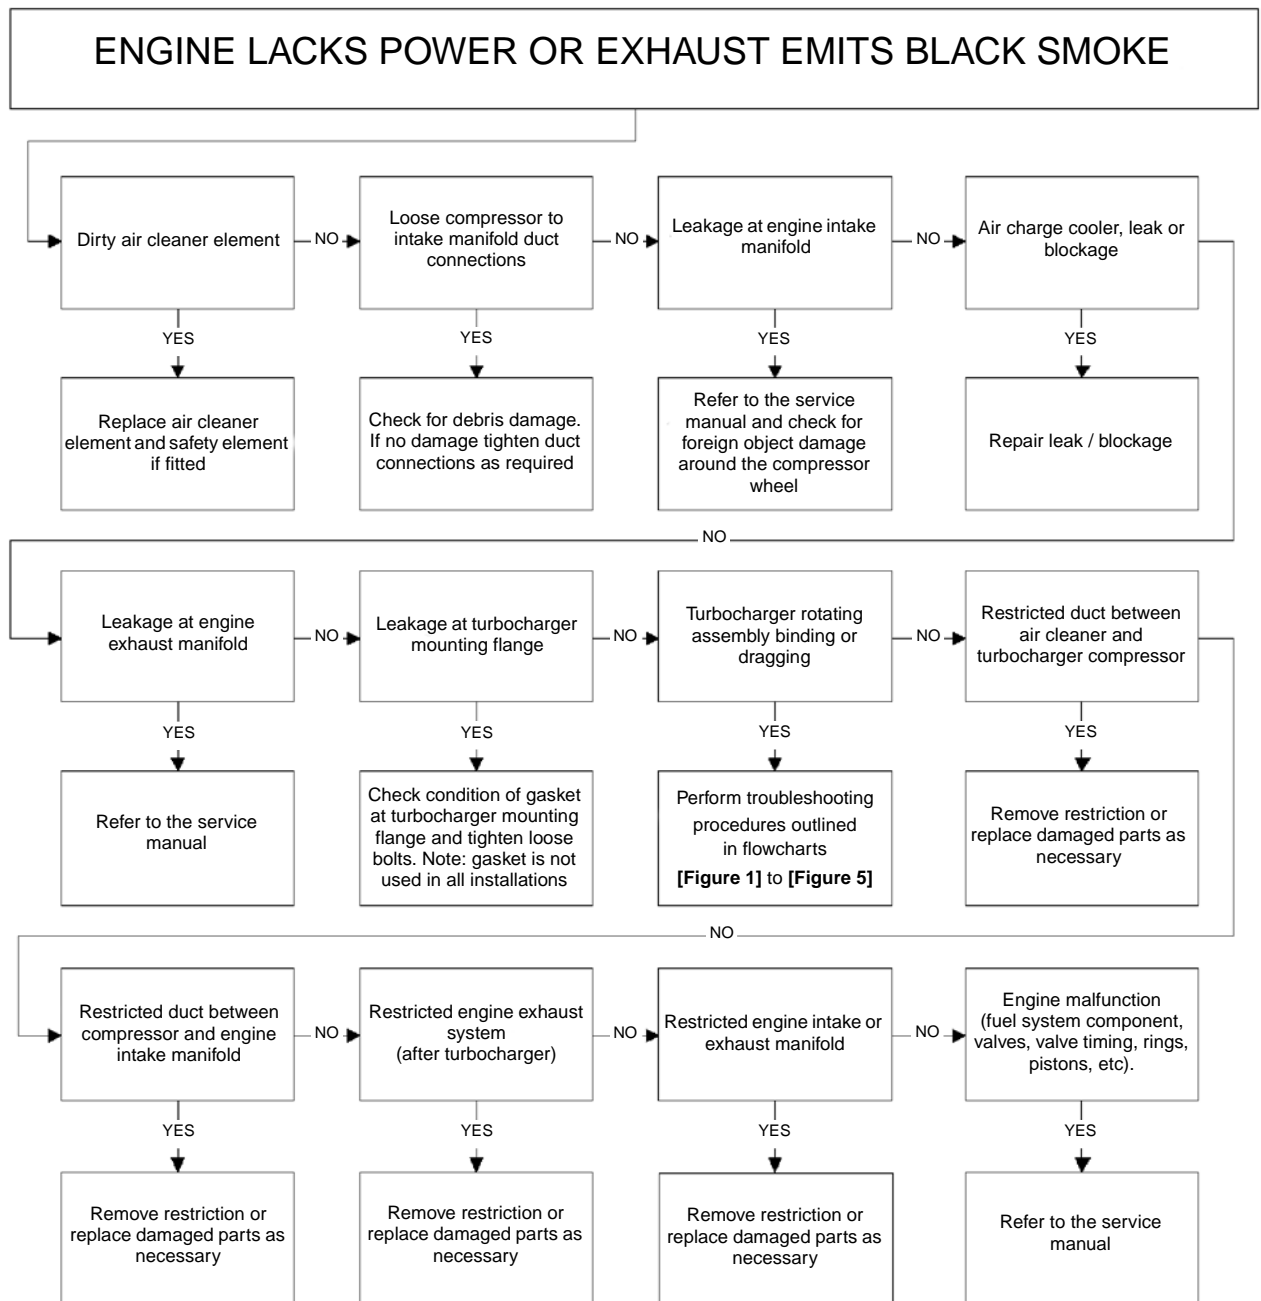 ENGINE LACKS POWER OR EXHAUST EMITS BLACK SMOKE
Dirty air cleaner element
NO
Loose compressor to
intake manifold duct
connections
NO
Leakage at engine intake
manifold
NO
Air charge cooler, leak or
blockage
YES
YES
YES
YES
Replace air cleaner
element and safety element
if fitted
Check for debris damage.
If no damage tighten duct
connections as required
Refer to the service
manual and check for
foreign object damage
around the compressor
wheel
Repair leak / blockage
NO
Leakage at engine
exhaust manifold
NO
Leakage at turbocharger
mounting flange
NO
Turbocharger rotating
assembly binding or
dragging
NO
Restricted duct between
air cleaner and
turbocharger compressor
YES
YES
YES
YES
Refer to the service
manual
Check condition of gasket
at turbocharger mounting
flange and tighten loose
bolts. Note: gasket is not
used in all installations
Perform troubleshooting
procedures outlined
in flowcharts
[Figure 1] to [Figure 5]
Remove restriction or
replace damaged parts as
necessary
NO
Restricted duct between
compressor and engine
intake manifold
NO
Restricted engine exhaust
system
(after turbocharger)
NO
Restricted engine intake or
exhaust manifold
NO
Engine malfunction
(fuel system component,
valves, valve timing, rings,
pistons, etc).
YES
YES
YES
YES
Remove restriction or
replace damaged parts as
necessary
Remove restriction or
replace damaged parts as
necessary
Remove restriction or
replace damaged parts as
necessary
Refer to the service
manual